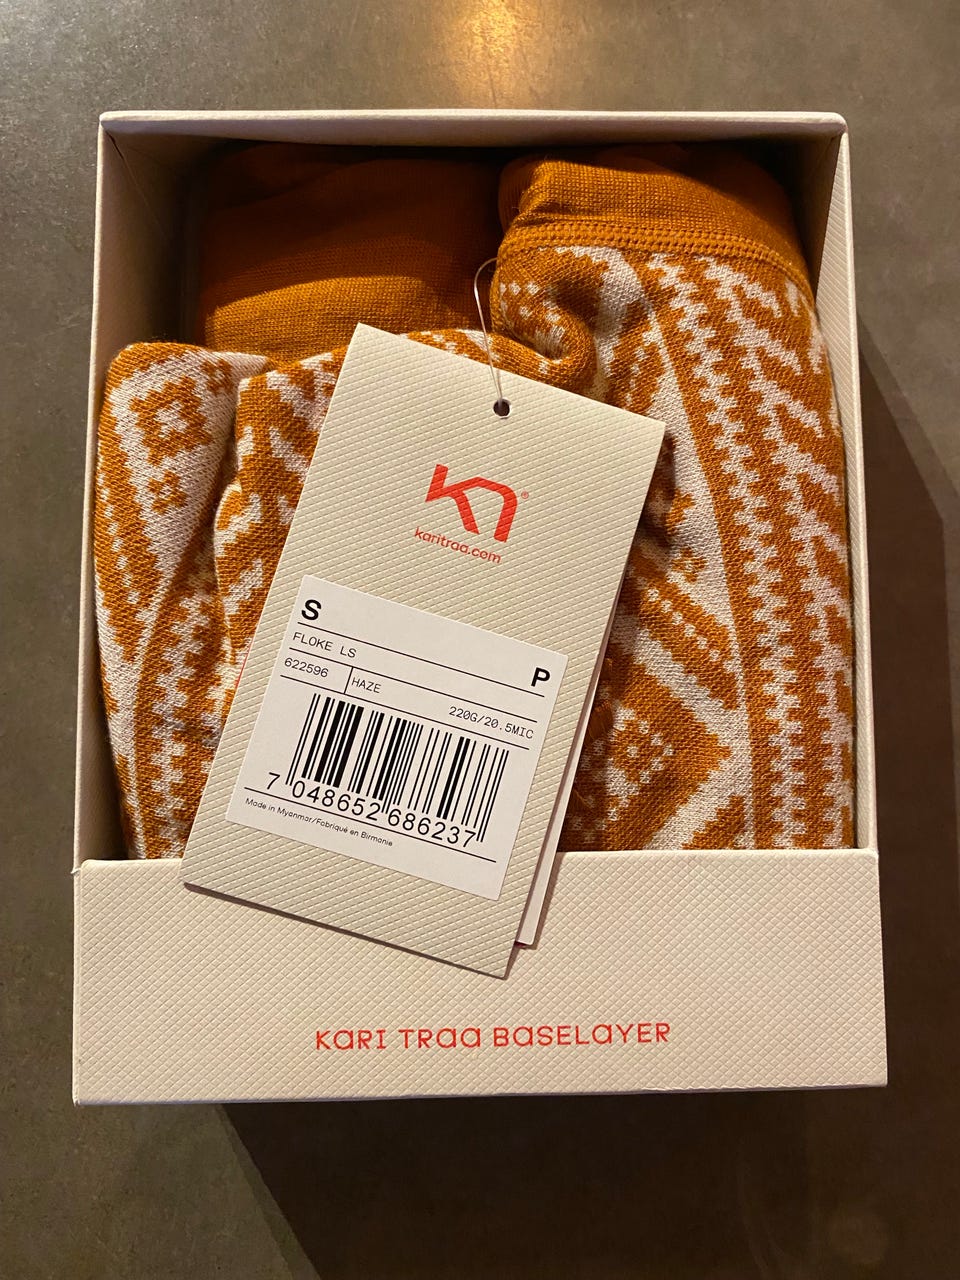 KARITRAA.COM
S
FLOKE LS
P
622596 HAZE
220G/20.5MIC
7 048652 686237
Made in Myanmar/Fabriqué en Birmanie
KARI TRAA BASELAYER